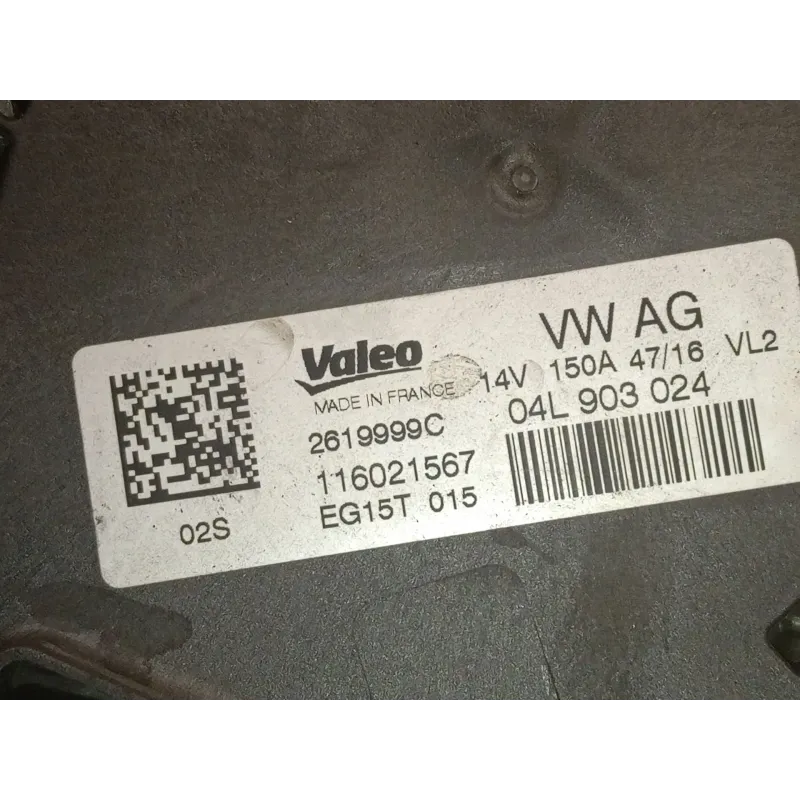 VW AG
Valeo
14V 150A 47/16 VL2
MADE IN FRANCE
04L 903 024
2619999C
116021567
EG15T 015
02S